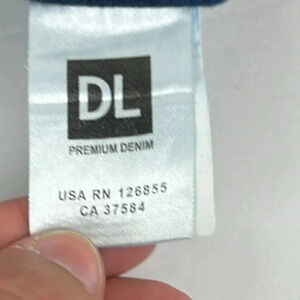 DL
PREMIUM DENIM
USA RN 126855
CA 37584